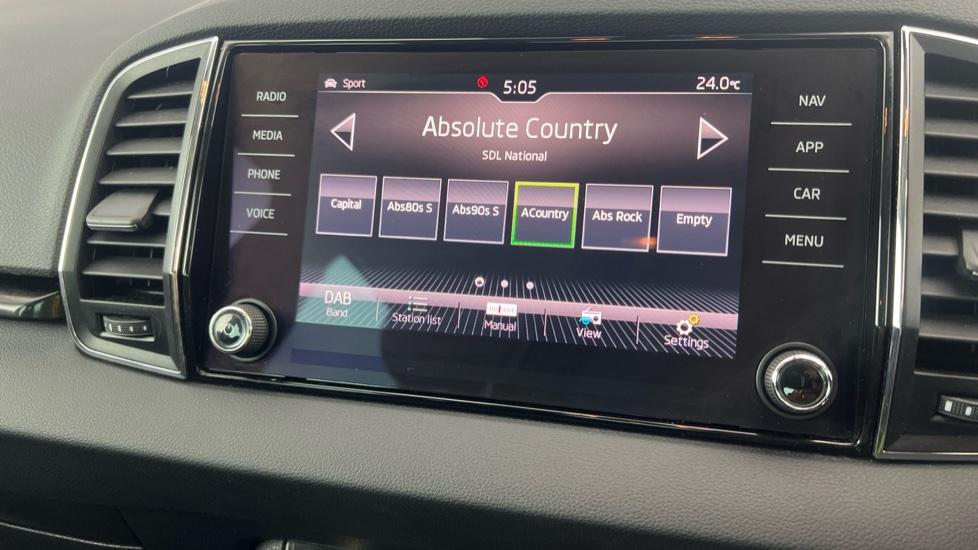 RADIO
MEDIA
PHONE
VOICE
Sport
5:05
24.0°C
Absolute Country
SDL National
Capital
Abs80s S
Abs90s S
ACountry
Abs Rock
Empty
DAB
Band
Station list
Manual
View
Settings
NAV
APP
CAR
MENU